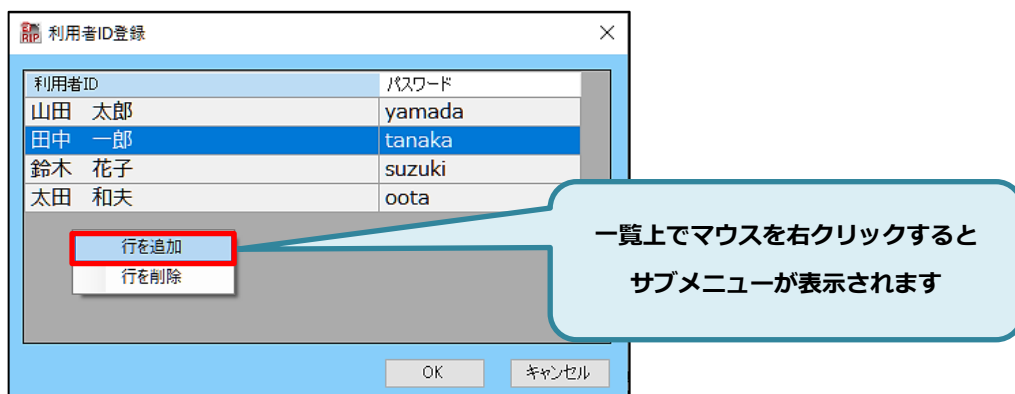 利用者ID登録
利用者ID パスワード
山田　太郎 yamada
田中　一郎 tanaka
鈴木　花子 suzuki
太田　和夫 oota
行を追加
行を削除
一覧上でマウスを右クリックすると
サブメニューが表示されます
OK キャンセル